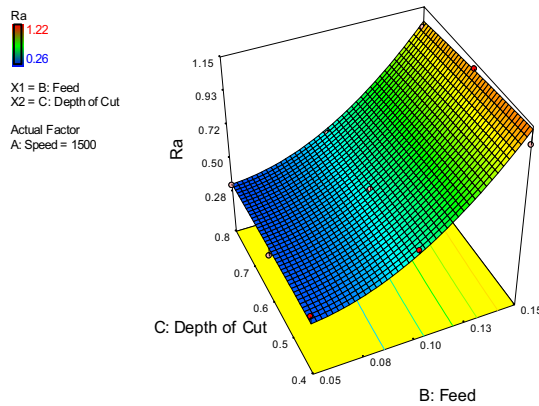 Ra
1.22
0.26
X1 = B: Feed
X2 = C: Depth of Cut
Actual Factor
A: Speed = 1500
1.15
0.93
0.72
0.50
0.28
Ra
0.8
0.7
0.6
0.5
0.4
C: Depth of Cut
0.05
0.08
0.10
0.13
0.15
B: Feed